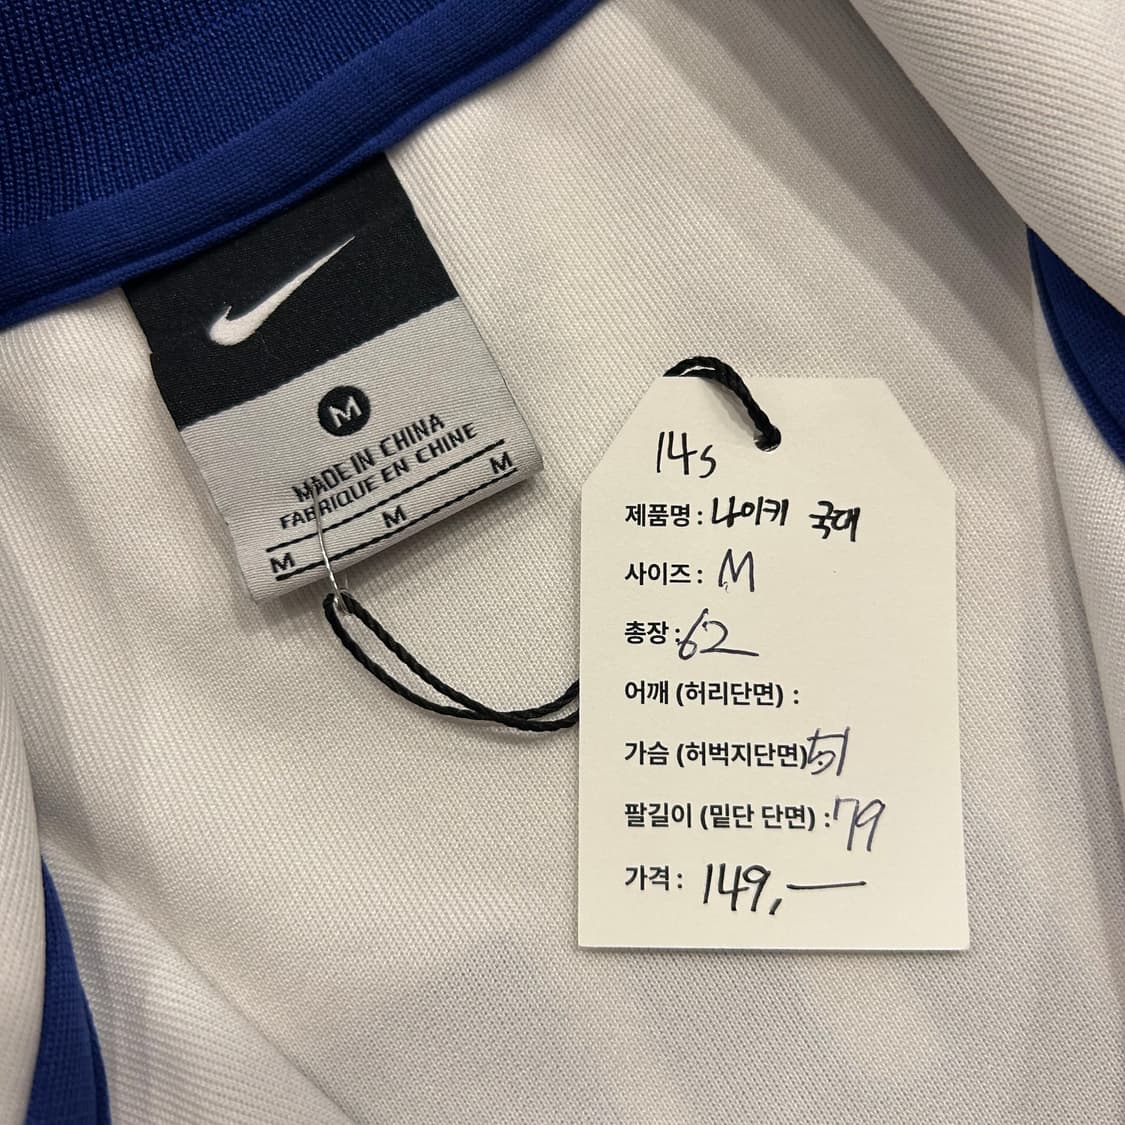 M
MADE IN CHINA
FABRIQUE EN CHINE
M M M
14s
제품명 : 나이키 국대
사이즈 : M
총장 : 62
어깨 (허리단면) :
가슴 (허벅지단면) 51
팔길이 (밑단 단면) : 79
가격 : 149,—